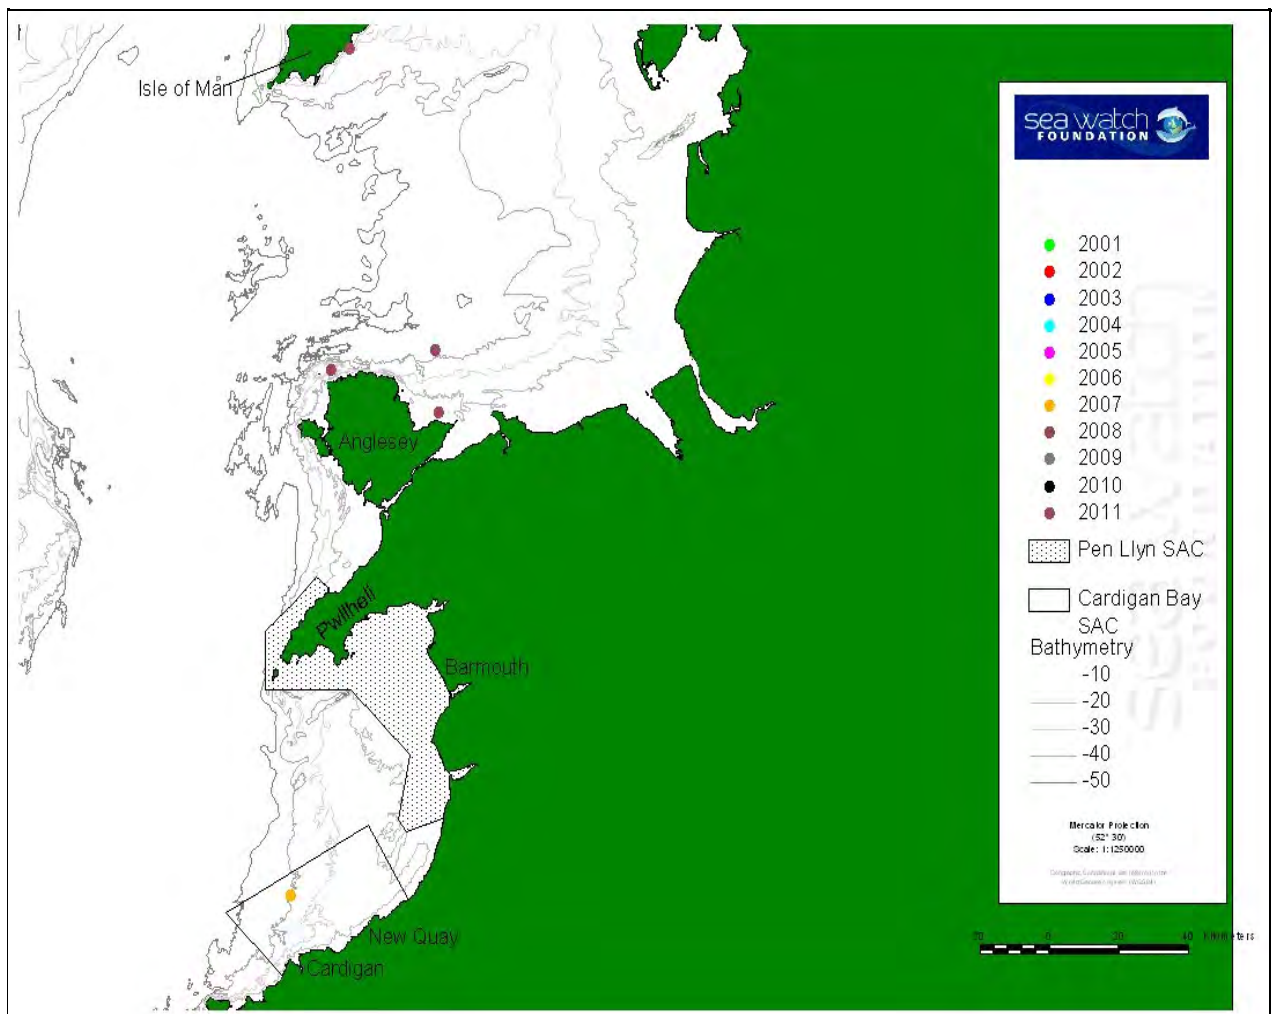 Isle of Man
Anglesey
Pwllheli
Barmouth
New Quay
Cardigan
sea watch
FOUNDATION
2001
2002
2003
2004
2005
2006
2007
2008
2009
2010
2011
Pen Llyn SAC
Cardigan Bay
SAC
Bathymetry
-10
-20
-30
-40
-50
Mercator Projection
(52° 30)
Scale: 1:1250000
20 0 20 40 Kilometers